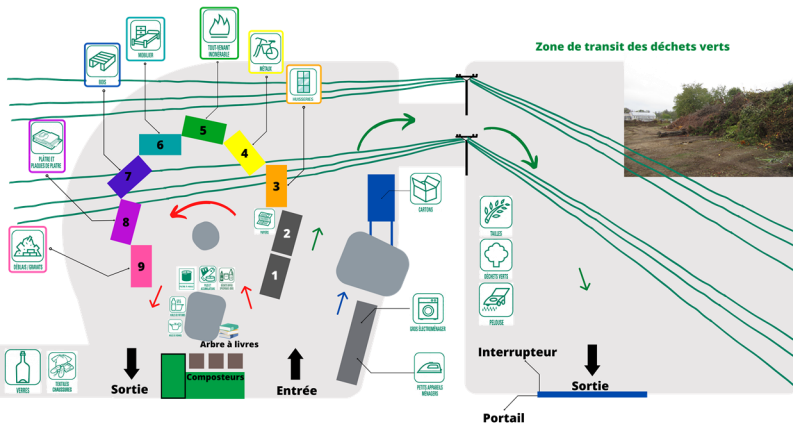 Zone de transit des déchets verts
TOUT-VENANT
INCINÉRABLE
MOBILIER
MÉTAUX
BOIS
HUISSERIES
PLÂTRE ET
PLAQUES DE PLATRE
DÉBLAIS / GRAVATS
5
6
4
7
3
8
2
9
1
CARTONS
TAILLES
DÉCHETS VERTS
PELOUSE
GROS ÉLECTROMÉNAGER
PETITS APPAREILS
MÉNAGERS
Arbre à livres
Composteurs
VERRES
TEXTILES
CHAUSSURES
Sortie
Entrée
Interrupteur
Sortie
Portail